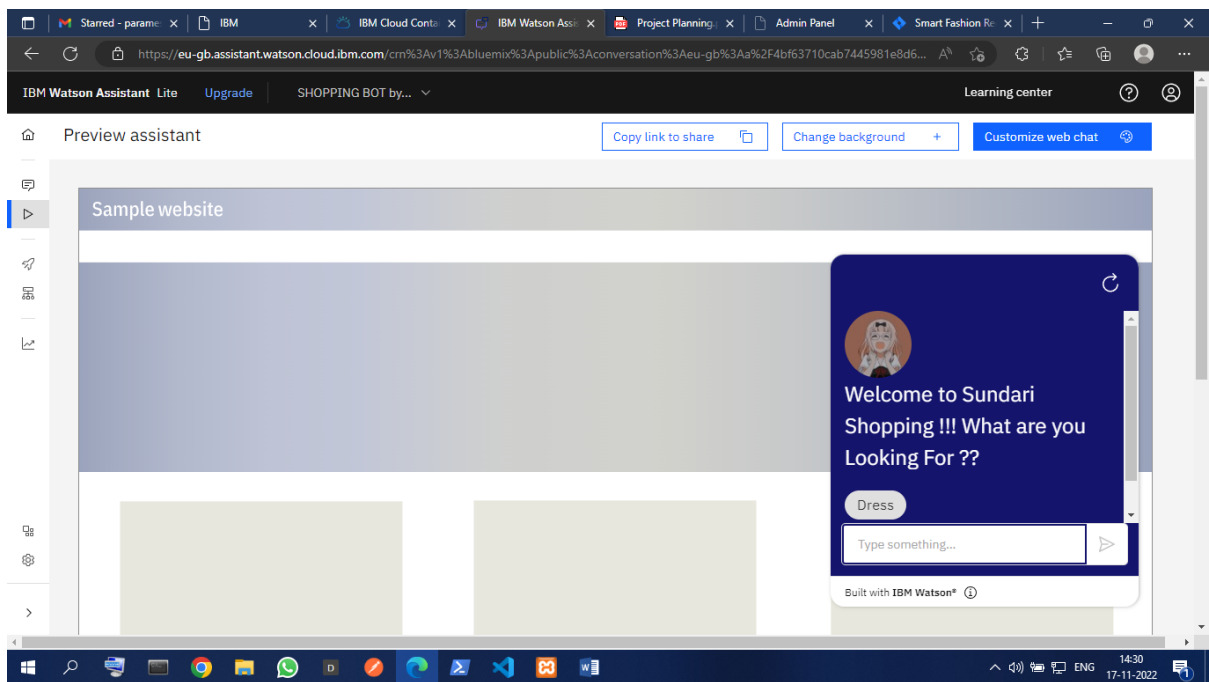 Starred - parame
IBM
IBM Cloud Conta
IBM Watson Assis
Project Planning.
Admin Panel
Smart Fashion Re
https://eu-gb.assistant.watson.cloud.ibm.com/crn%3Av1%3Abluemix%3Apublic%3Aconversation%3Aeu-gb%3Aa%2F4bf63710cab7445981e8d6...
IBM Watson Assistant Lite
Upgrade
SHOPPING BOT by...
Learning center
Preview assistant
Copy link to share
Change background +
Customize web chat
Sample website
Welcome to Sundari
Shopping !!! What are you
Looking For ??
Dress
Type something...
Built with IBM Watson®
ENG
14:30
17-11-2022